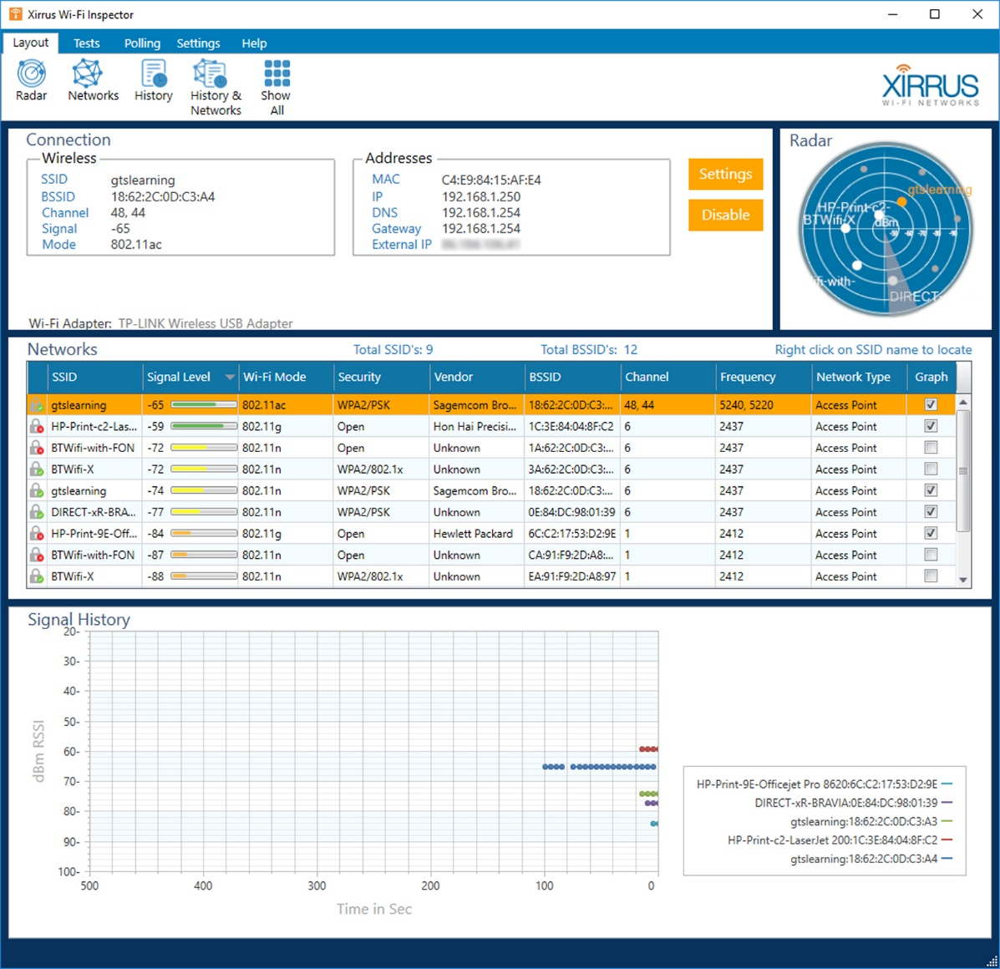 Xirrus Wi-Fi Inspector
Layout Tests Polling Settings Help
Radar Networks History History & Networks Show All
XIRRUS
WI-FI NETWORKS
Connection
Wireless
SSID gtslearning
BSSID 18:62:2C:0D:C3:A4
Channel 48, 44
Signal -65
Mode 802.11ac
Addresses
MAC C4:E9:84:15:AF:E4
IP 192.168.1.250
DNS 192.168.1.254
Gateway 192.168.1.254
External IP
Settings
Disable
Wi-Fi Adapter: TP-LINK Wireless USB Adapter
Radar
gtslearning
HP-Print-c2-
BTWifi-X
dBm
-50 -60 -70 -80 -90
ifi-with-
DIRECT-
Networks Total SSID's: 9 Total BSSID's: 12 Right click on SSID name to locate
SSID Signal Level Wi-Fi Mode Security Vendor BSSID Channel Frequency Network Type Graph
gtslearning -65 802.11ac WPA2/PSK Sagemcom Bro... 18:62:2C:0D:C3:... 48, 44 5240, 5220 Access Point
HP-Print-c2-Las... -59 802.11g Open Hon Hai Precisi... 1C:3E:84:04:8F:C2 6 2437 Access Point
BTWifi-with-FON -72 802.11n Open Unknown 1A:62:2C:0D:C3:... 6 2437 Access Point
BTWifi-X -72 802.11n WPA2/802.1x Unknown 3A:62:2C:0D:C3:... 6 2437 Access Point
gtslearning -74 802.11n WPA2/PSK Sagemcom Bro... 18:62:2C:0D:C3:... 6 2437 Access Point
DIRECT-xR-BRA... -77 802.11n WPA2/PSK Unknown 0E:84:DC:98:01:39 6 2437 Access Point
HP-Print-9E-Off... -84 802.11g Open Hewlett Packard 6C:C2:17:53:D2:9E 1 2412 Access Point
BTWifi-with-FON -87 802.11n Open Unknown CA:91:F9:2D:A8:... 1 2412 Access Point
BTWifi-X -88 802.11n WPA2/802.1x Unknown EA:91:F9:2D:A8:97 1 2412 Access Point
Signal History
20-
30-
40-
50-
60-
70-
80-
90-
100-
dBm RSSI
500 400 300 200 100 0
Time in Sec
HP-Print-9E-Officejet Pro 8620:6C:C2:17:53:D2:9E
DIRECT-xR-BRAVIA:0E:84:DC:98:01:39
gtslearning:18:62:2C:0D:C3:A3
HP-Print-c2-LaserJet 200:1C:3E:84:04:8F:C2
gtslearning:18:62:2C:0D:C3:A4